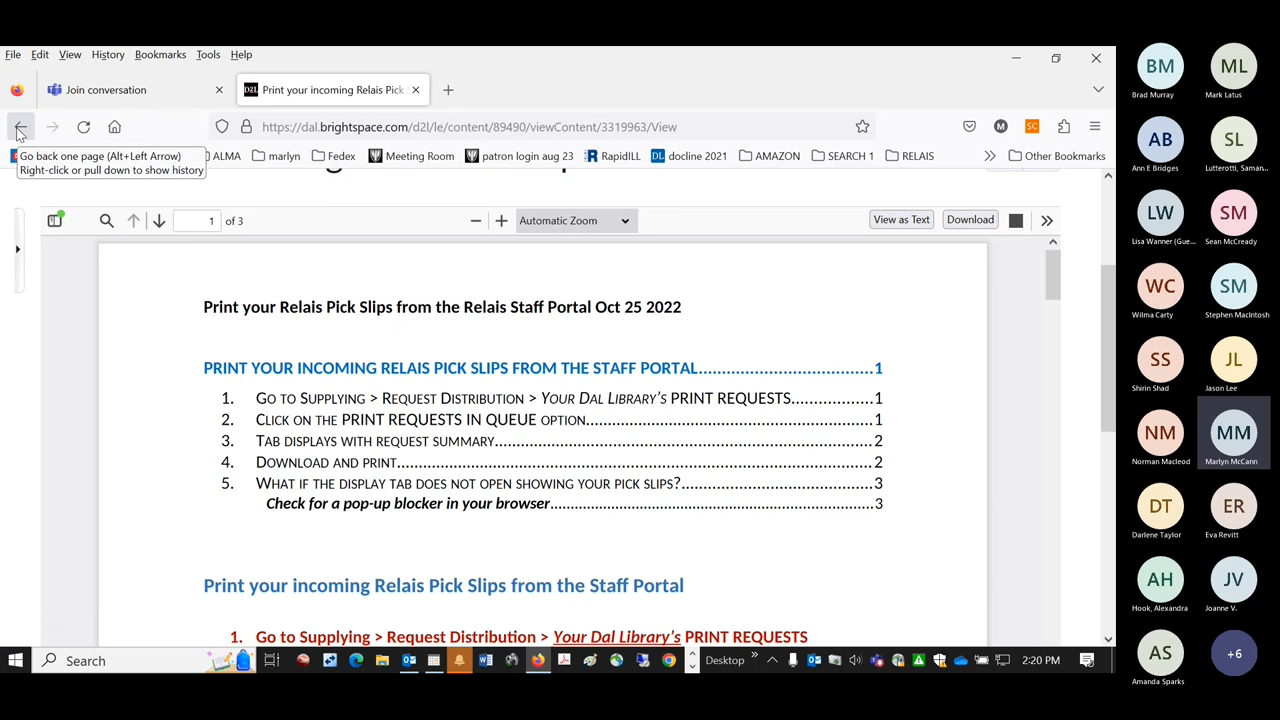 File Edit View History Bookmarks Tools Help
Join conversation
D2L Print your incoming Relais Pick
https://dal.brightspace.com/d2l/le/content/89490/viewContent/3319963/View
M SC
Go back one page (Alt+Left Arrow)
Right-click or pull down to show history
ALMA marlyn Fedex Meeting Room patron login aug 23 RapidILL DL docline 2021 AMAZON SEARCH 1 RELAIS Other Bookmarks
1 of 3 Automatic Zoom View as Text Download
Print your Relais Pick Slips from the Relais Staff Portal Oct 25 2022
PRINT YOUR INCOMING RELAIS PICK SLIPS FROM THE STAFF PORTAL 1
1. GO TO SUPPLYING > REQUEST DISTRIBUTION > YOUR DAL LIBRARY'S PRINT REQUESTS 1
2. CLICK ON THE PRINT REQUESTS IN QUEUE OPTION 1
3. TAB DISPLAYS WITH REQUEST SUMMARY 2
4. DOWNLOAD AND PRINT 2
5. WHAT IF THE DISPLAY TAB DOES NOT OPEN SHOWING YOUR PICK SLIPS? 3
Check for a pop-up blocker in your browser 3
Print your incoming Relais Pick Slips from the Staff Portal
1. Go to Supplying > Request Distribution > Your Dal Library's PRINT REQUESTS
Search Desktop 2:20 PM
BM ML
Brad Murray Mark Latus
AB SL
Ann E Bridges Lutterotti, Saman...
LW SM
Lisa Wanner (Gue... Sean McCready
WC SM
Wilma Carty Stephen MacIntosh
SS JL
Shirin Shad Jason Lee
NM MM
Norman Macleod Marlyn McCann
DT ER
Darlene Taylor Eva Revitt
AH JV
Hook, Alexandra Joanne V.
AS +6
Amanda Sparks